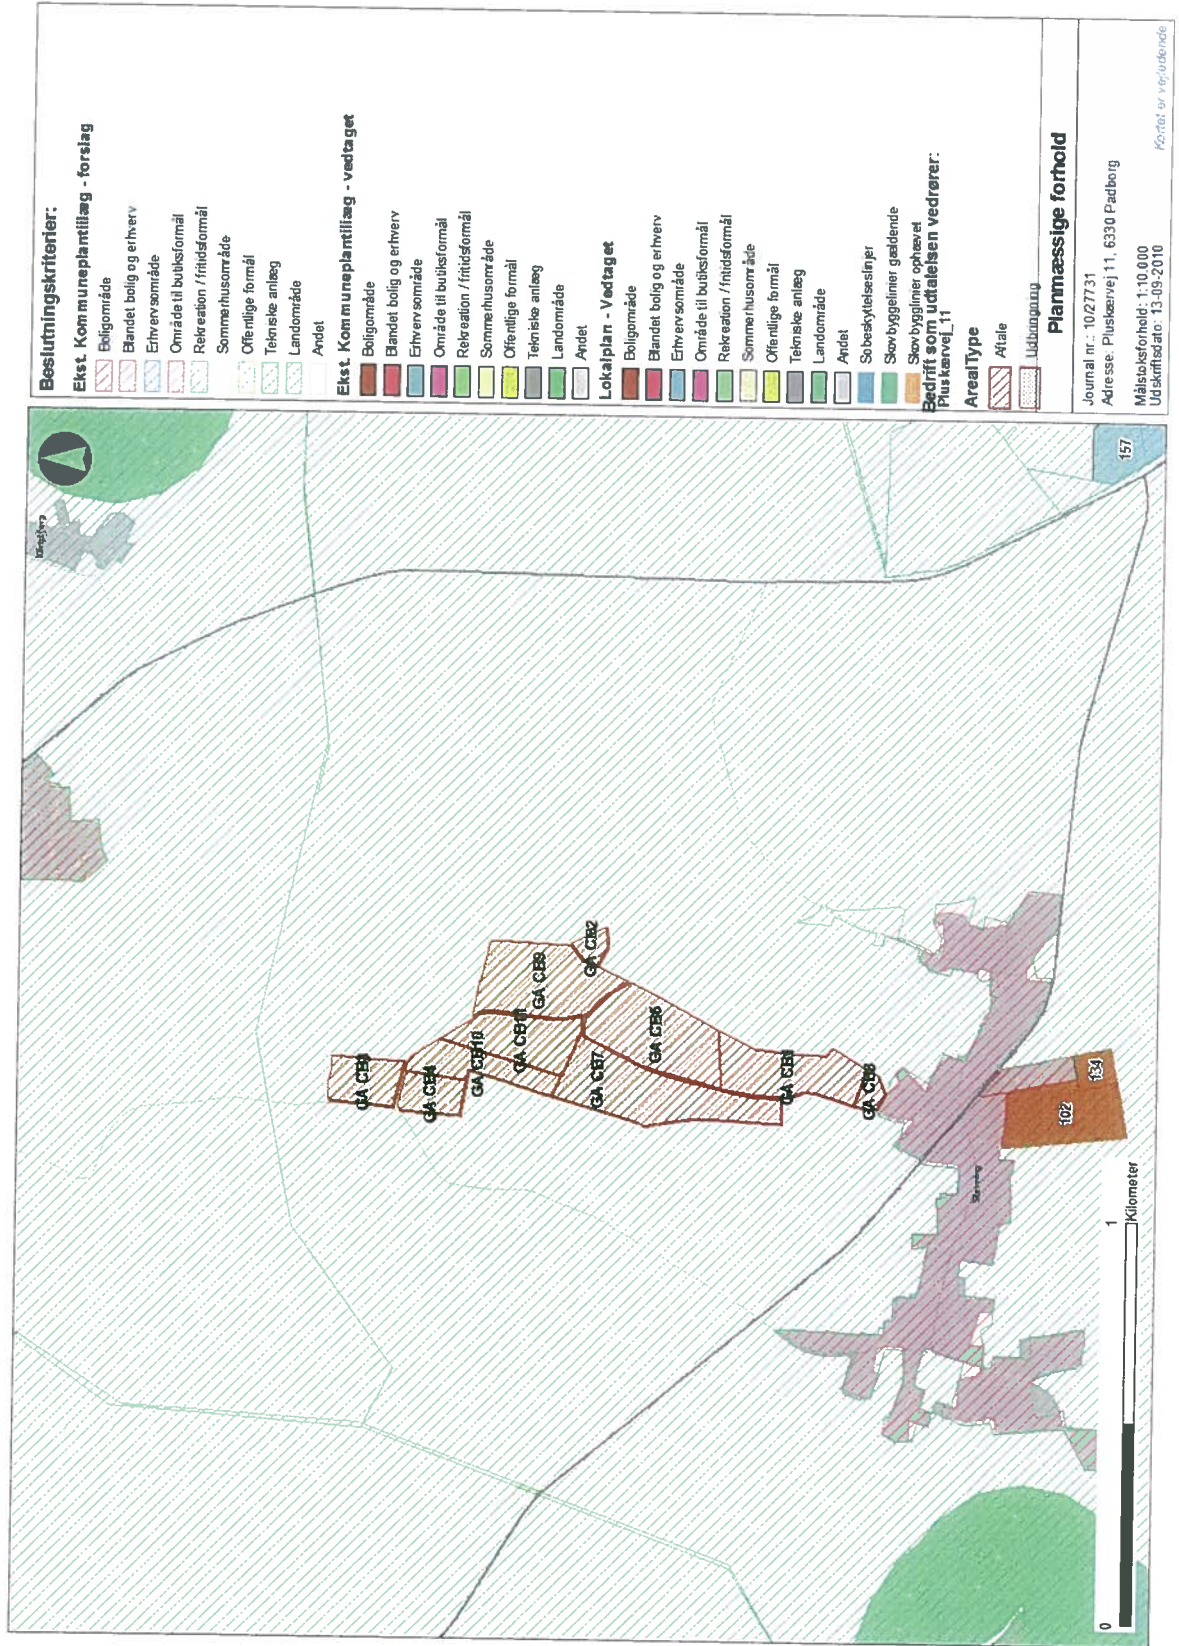 Beslutningskriterier:
Ekst. Kommuneplantillæg - forslag
Boligområde
Blandet bolig og erhverv
Erhvervsområde
Område til butiksformål
Rekreation / fritidsformål
Sommerhusområde
Offentlige formål
Tekniske anlæg
Landområde
Andet
Ekst. Kommuneplantillæg - vedtaget
Boligområde
Blandet bolig og erhverv
Erhvervsområde
Område til butiksformål
Rekreation / fritidsformål
Sommerhusområde
Offentlige formål
Tekniske anlæg
Landområde
Andet
Lokalplan - Vedtaget
Boligområde
Blandet bolig og erhverv
Erhvervsområde
Område til butiksformål
Rekreation / fritidsformål
Sommerhusområde
Offentlige formål
Tekniske anlæg
Landområde
Andet
Søbeskyttelseslinjer
Skovbyggelinier gældende
Skovbygglinier ophævet
Bedrift som udtalelsen vedrører:
Pluskærvej_11
ArealType
Aftale
Udbringning
Planmæssige forhold
Journal nr.: 10/27731
Adresse: Pluskærvej 11, 6330 Padborg
Målstoksforhold: 1:10.000
Udskriftsdato: 13-09-2010
Kortet er vejledende
157
GA CB2
GA CB9
GA CB11
GA CB10
GA CB4
GA CB6
GA CB7
GA CB1
134
102
0
1
Kilometer